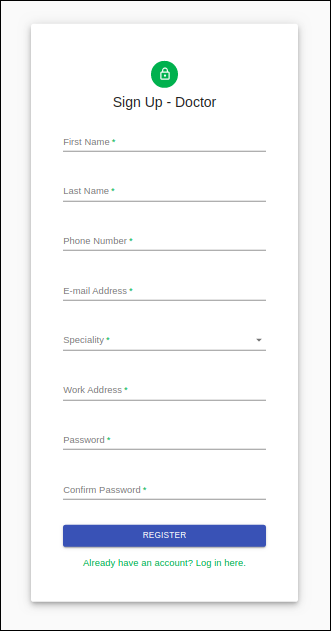 Sign Up - Doctor
First Name *
Last Name *
Phone Number *
E-mail Address *
Speciality *
Work Address *
Password *
Confirm Password *
REGISTER
Already have an account? Log in here.